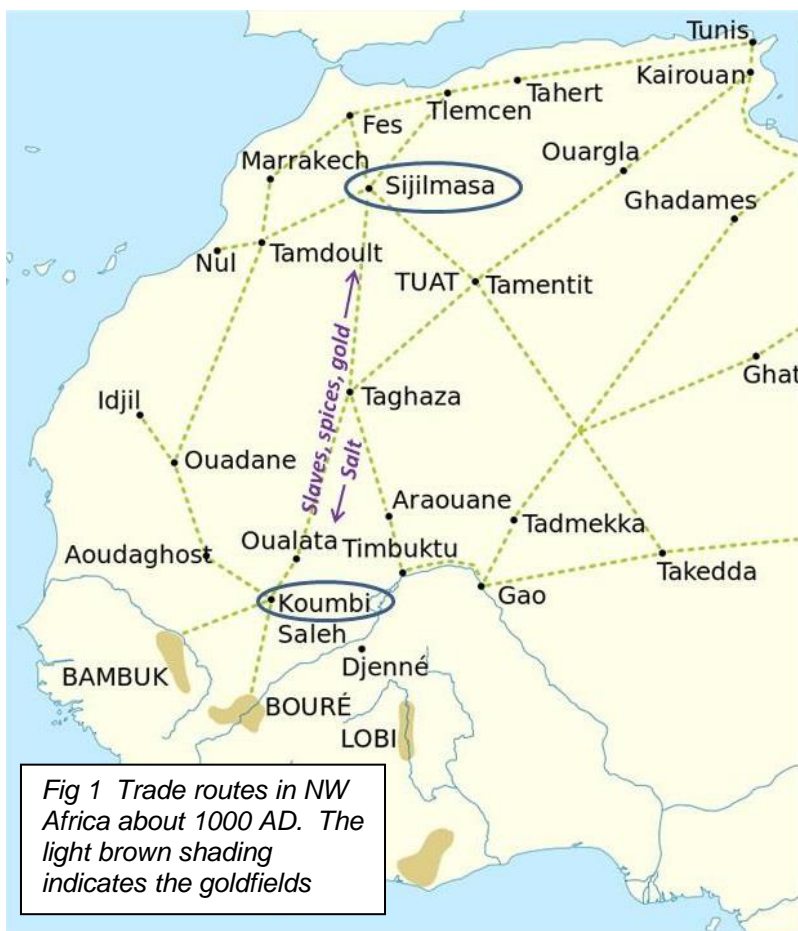 Tunis
Kairouan
Tahert
Tlemcen
Fes
Ouargla
Marrakech
Sijilmasa
Ghadames
Nul
Tamdoult
TUAT
Tamentit
Slaves, spices, gold
Salt
Ghat
Taghaza
Idjil
Ouadane
Araouane
Tadmekka
Oualata
Timbuktu
Aoudaghost
Takedda
Koumbi
Saleh
Gao
Djenné
BAMBUK
BOURÉ
LOBI
Fig 1 Trade routes in NW
Africa about 1000 AD. The
light brown shading
indicates the goldfields